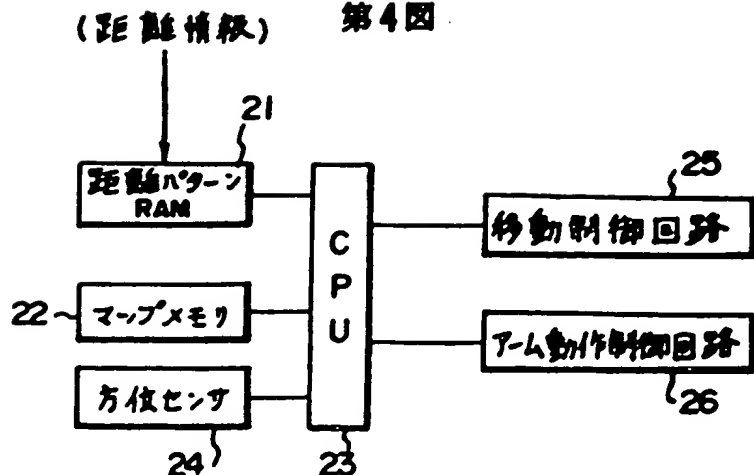 第4図
(距離情報)
21
距離パターン
RAM
22
マップメモリ
方位センサ
24
CPU
23
25
移動制御回路
アーム動作制御回路
26